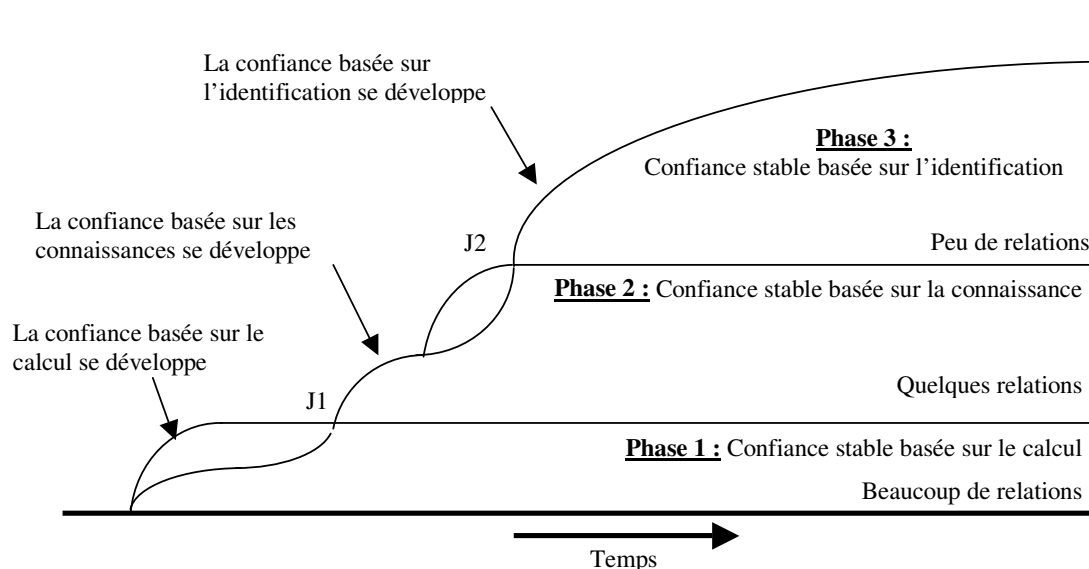 La confiance basée sur
l’identification se développe
Phase 3 :
Confiance stable basée sur l’identification
La confiance basée sur les
connaissances se développe
J2
Peu de relations
Phase 2 : Confiance stable basée sur la connaissance
La confiance basée sur le
calcul se développe
Quelques relations
J1
Phase 1 : Confiance stable basée sur le calcul
Beaucoup de relations
Temps